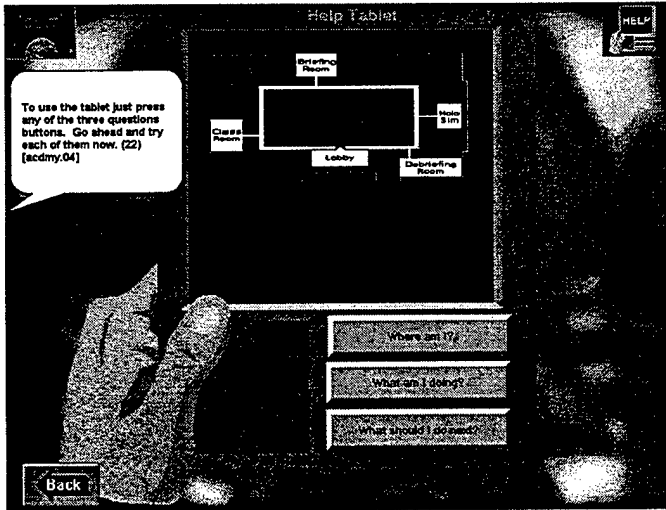 Help Tablet
HELP
To use the tablet just press
any of the three questions
buttons. Go ahead and try
each of them now. (22)
[acdmy.04]
Briefing
Room
Class
Room
Holo
Sim
Lobby
Debriefing
Room
Where am I?
What am I doing?
What should I do next?
Back